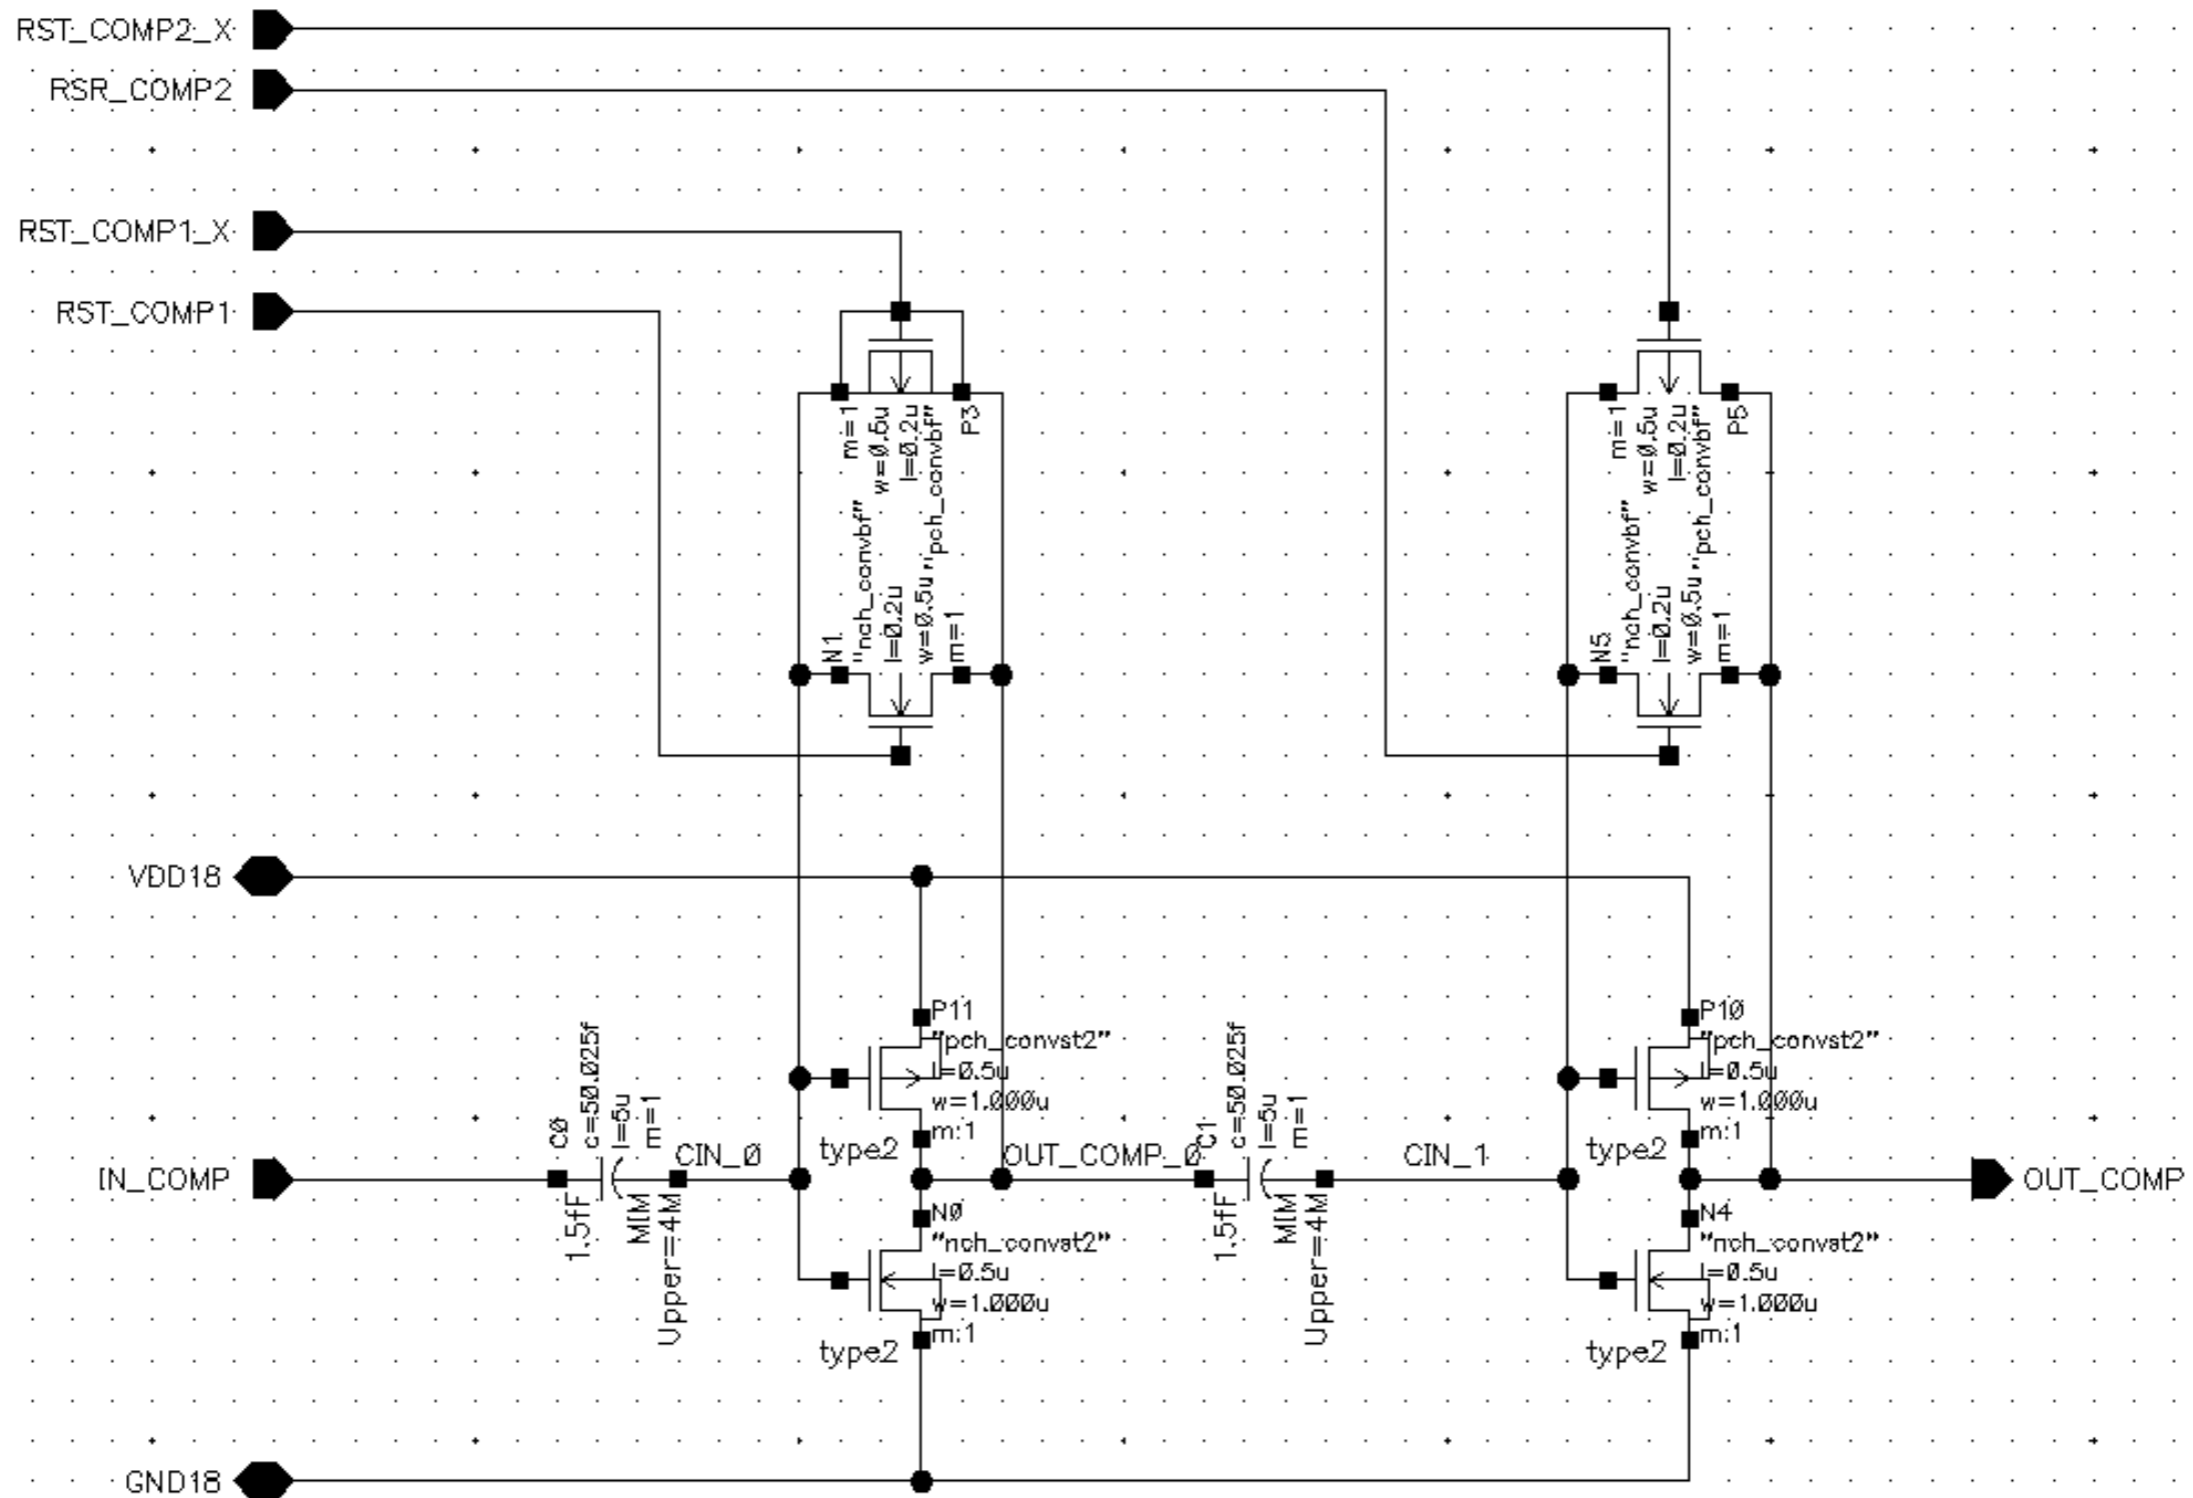 RST_COMP2_X
RSR_COMP2
RST_COMP1_X
RST_COMP1
m=1
w=0.5u
l=0.2u
"pch_convbf"
P3
N1
"nch_convbf"
l=0.2u
w=0.5u
m=1
m=1
w=0.5u
l=0.2u
"pch_convbf"
P5
N5
"nch_convbf"
l=0.2u
w=0.5u
m=1
VDD18
P11
"pch_convst2"
l=0.5u
w=1.000u
m:1
type2
P10
"pch_convst2"
l=0.5u
w=1.000u
m:1
type2
IN_COMP
C0
c=50.025f
l=5u
m=1
1.5fF
MIM
Upper=4M
CIN_0
OUT_COMP_0
C1
c=50.025f
l=5u
m=1
1.5fF
MIM
Upper=4M
CIN_1
OUT_COMP
N0
"nch_convst2"
l=0.5u
w=1.000u
m:1
type2
N4
"nch_convst2"
l=0.5u
w=1.000u
m:1
type2
GND18